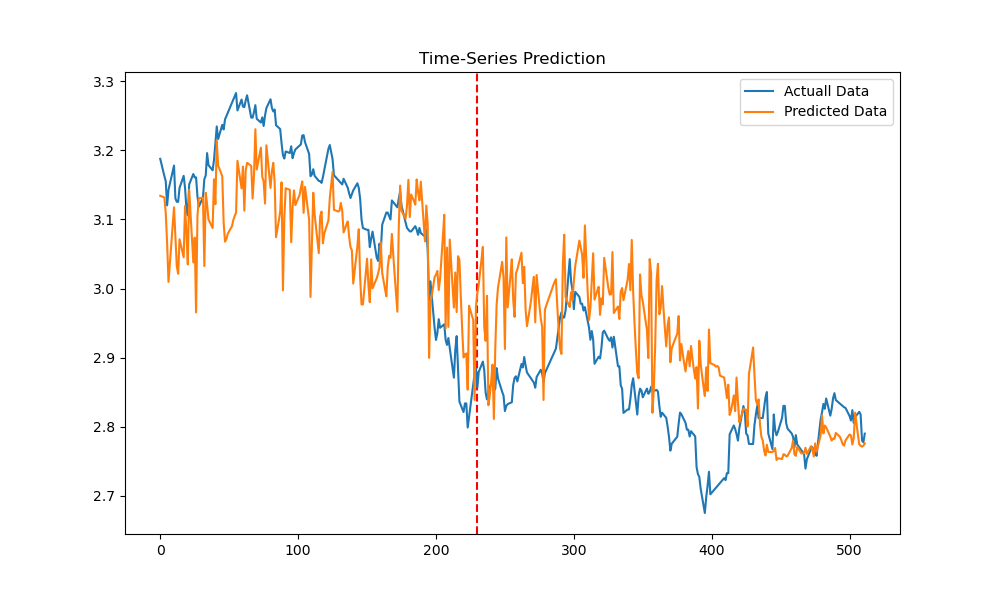 Time-Series Prediction
Actuall Data
Predicted Data
3.3
3.2
3.1
3.0
2.9
2.8
2.7
0 100 200 300 400 500